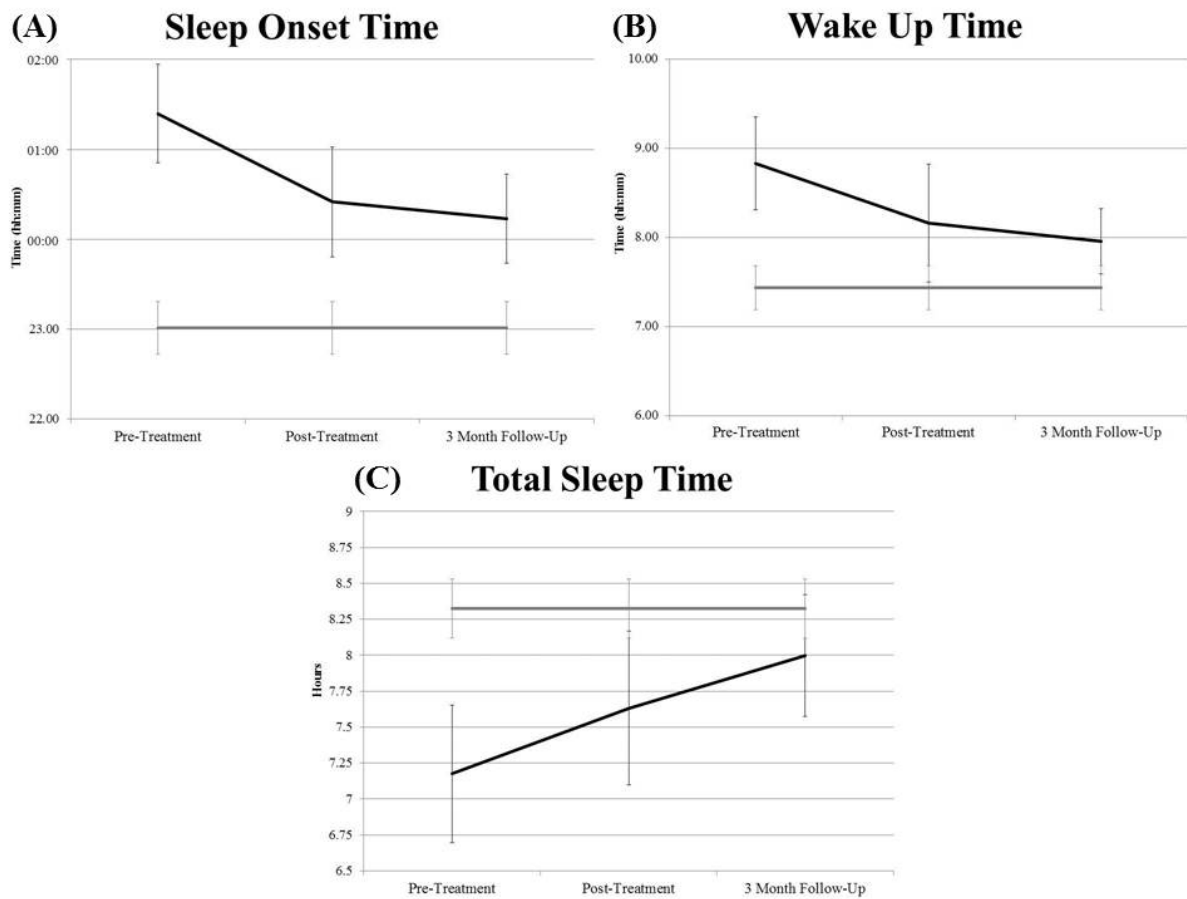 (A) Sleep Onset Time
02:00
01:00
00:00
23:00
22:00
Time (hh:mm)
Pre-Treatment Post-Treatment 3 Month Follow-Up
(B) Wake Up Time
10.00
9.00
8.00
7.00
6.00
Time (hh:mm)
Pre-Treatment Post-Treatment 3 Month Follow-Up
(C) Total Sleep Time
9
8.75
8.5
8.25
8
7.75
7.5
7.25
7
6.75
6.5
Hours
Pre-Treatment Post-Treatment 3 Month Follow-Up